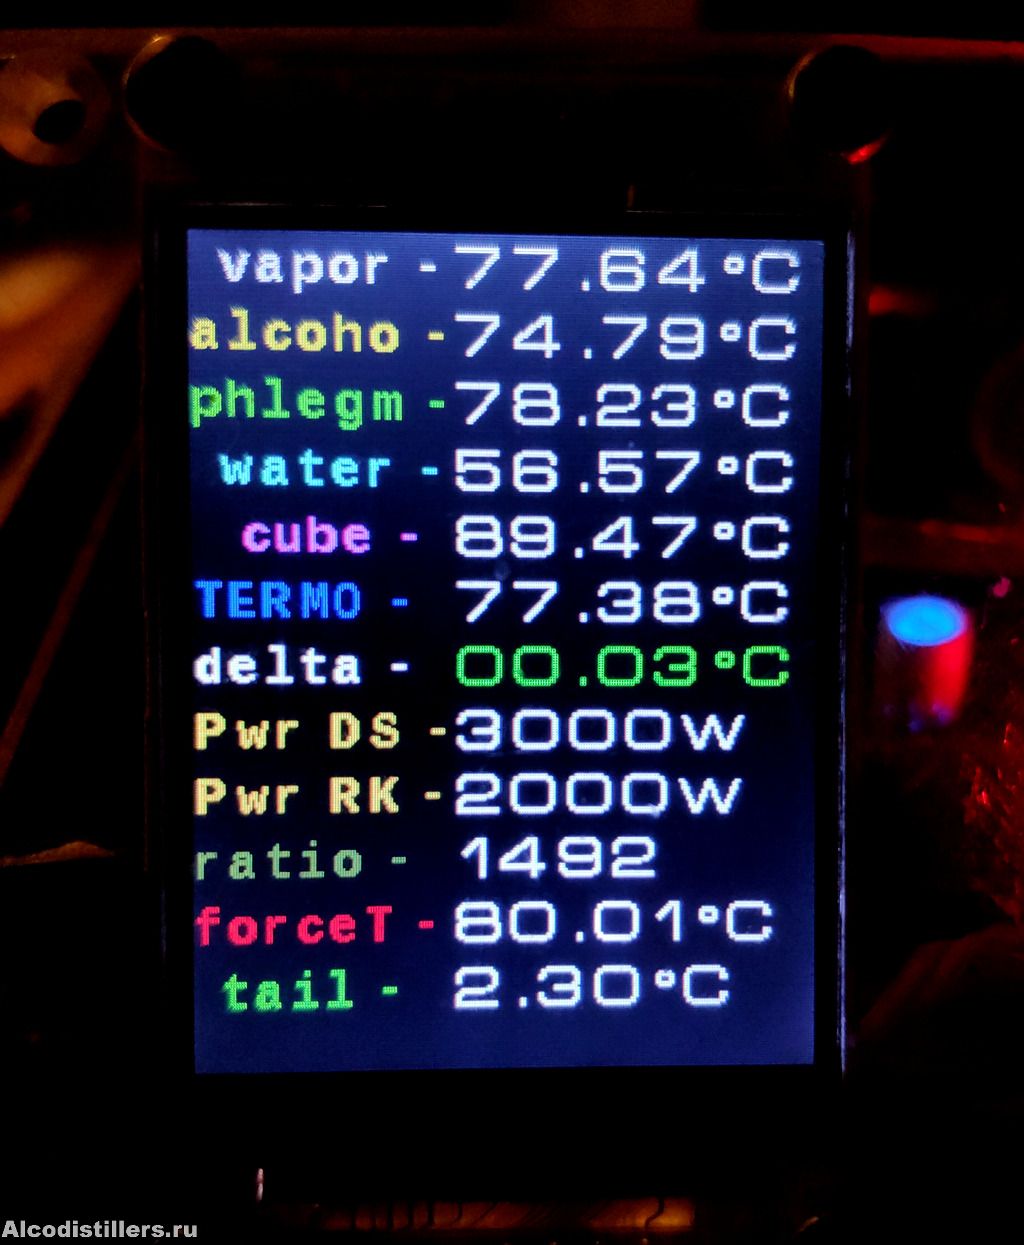 vapor -77.64°C
alcoho -74.79°C
phlegm -78.23°C
water -56.57°C
cube - 89.47°C
TERMO - 77.38°C
delta - 00.03°C
Pwr DS -3000W
Pwr RK -2000W
ratio - 1492
forceT -80.01°C
tail - 2.30°C
Alcodistillers.ru